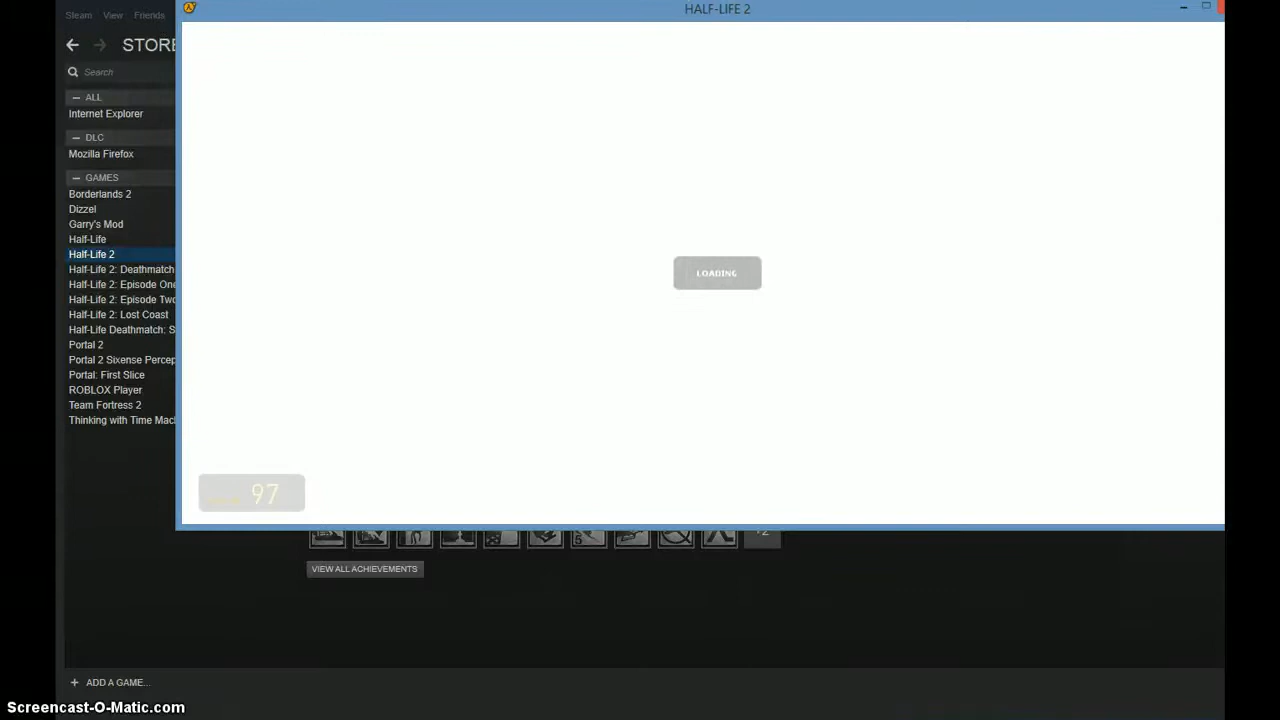 Steam View Friends
HALF-LIFE 2
STORE
Search
ALL
Internet Explorer
DLC
Mozilla Firefox
GAMES
Borderlands 2
Dizzel
Garry's Mod
Half-Life
Half-Life 2
Half-Life 2: Deathmatch
Half-Life 2: Episode One
Half-Life 2: Episode Two
Half-Life 2: Lost Coast
Half-Life Deathmatch: S
Portal 2
Portal 2 Sixense Percep
Portal: First Slice
ROBLOX Player
Team Fortress 2
Thinking with Time Mac
LOADING
97
5
VIEW ALL ACHIEVEMENTS
ADD A GAME...
Screencast-O-Matic.com